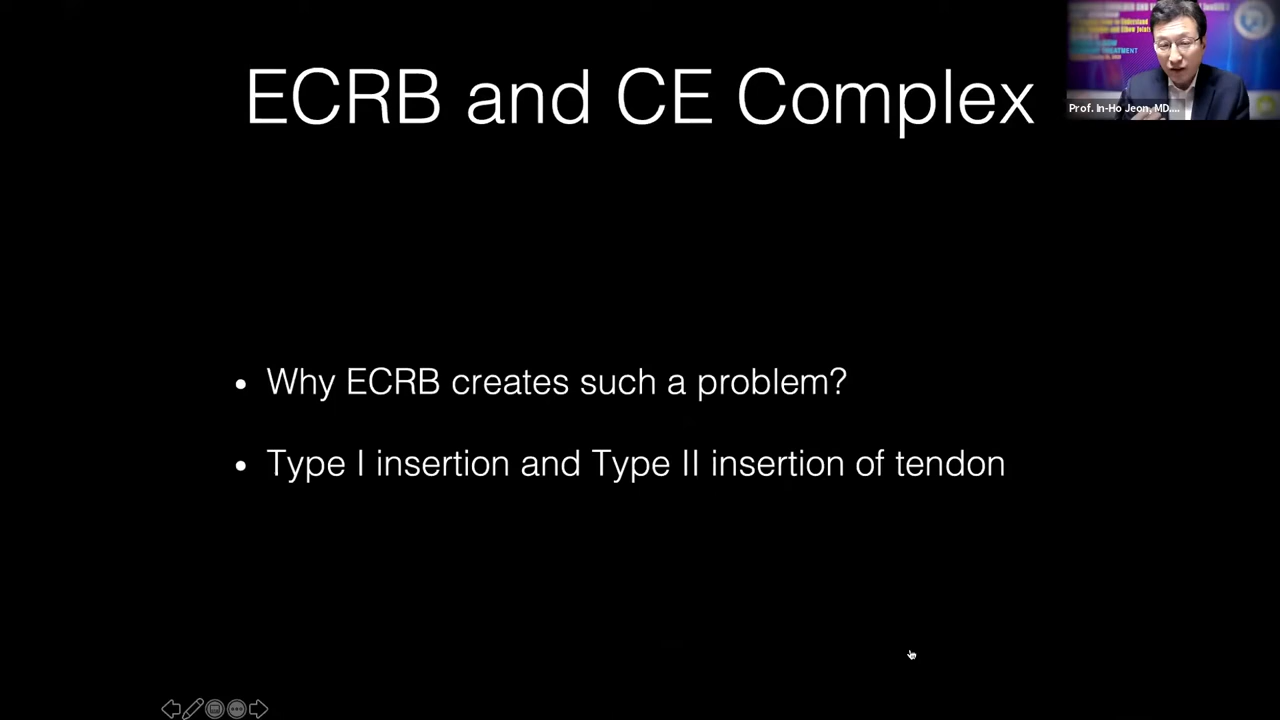 ECRB and CE Complex
Prof. In-Ho Jeon, MD....
• Why ECRB creates such a problem?
• Type I insertion and Type II insertion of tendon